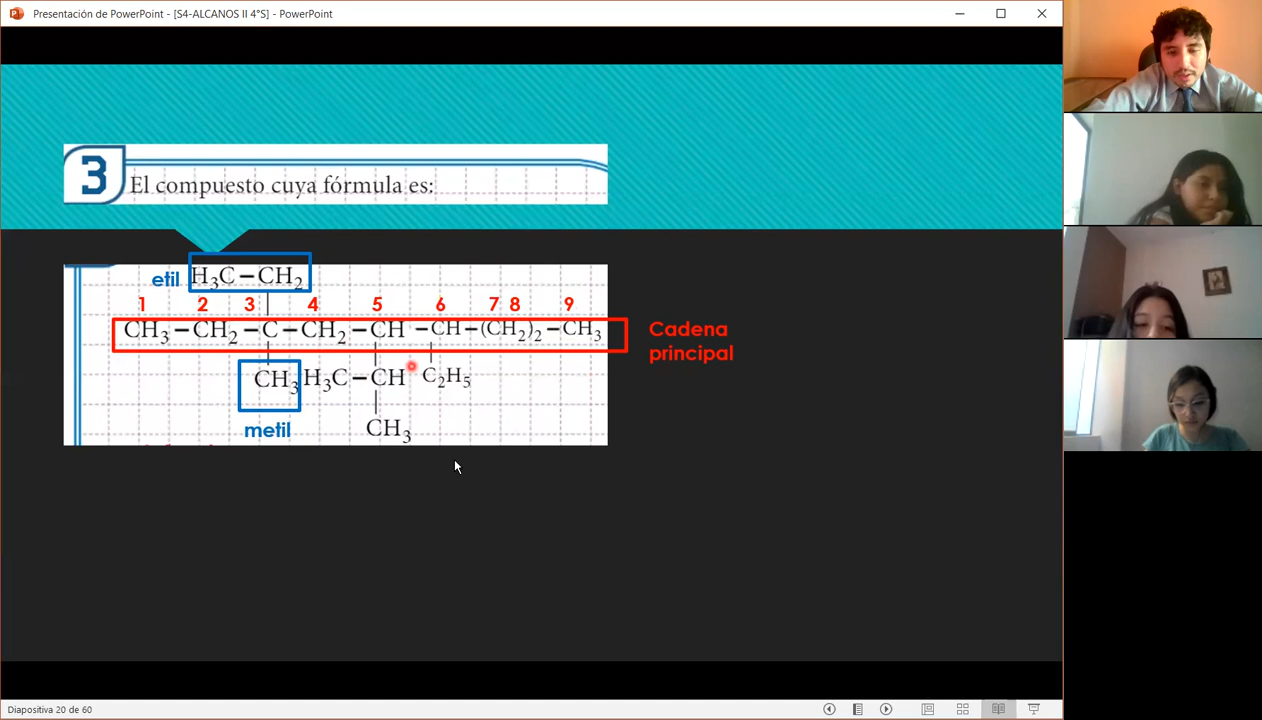 Presentación de PowerPoint - [S4-ALCANOS II 4°S] - PowerPoint
3 El compuesto cuya fórmula es:
etil H₃C – CH₂
1 2 3 4 5 6 7 8 9
CH₃ – CH₂ – C – CH₂ – CH – CH – (CH₂)₂ – CH₃
Cadena
principal
CH₃ H₃C – CH C₂H₅
metil CH₃
Diapositiva 20 de 60